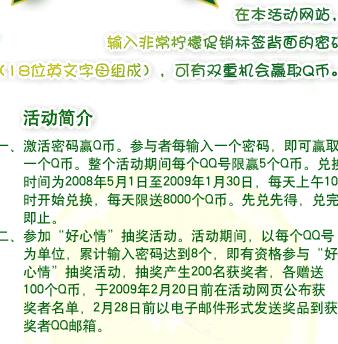 在本活动网站，
输入非常柠檬促销标签背面的密码
（18位英文字母组成），可有双重机会赢取Q币。
活动简介
一、激活密码赢Q币。参与者每输入一个密码，即可赢取
一个Q币。整个活动期间每个QQ号限赢5个Q币。兑换
时间为2008年5月1日至2009年1月30日，每天上午10
时开始兑换，每天限送8000个Q币。先兑先得，兑完
即止。
二、参加“好心情”抽奖活动。活动期间，以每个QQ号
为单位，累计输入密码达到8个，即有资格参与“好
心情”抽奖活动，抽奖产生200名获奖者，各赠送
100个Q币，于2009年2月20日前在活动网页公布获
奖者名单，2月28日前以电子邮件形式发送奖品到获
奖者QQ邮箱。